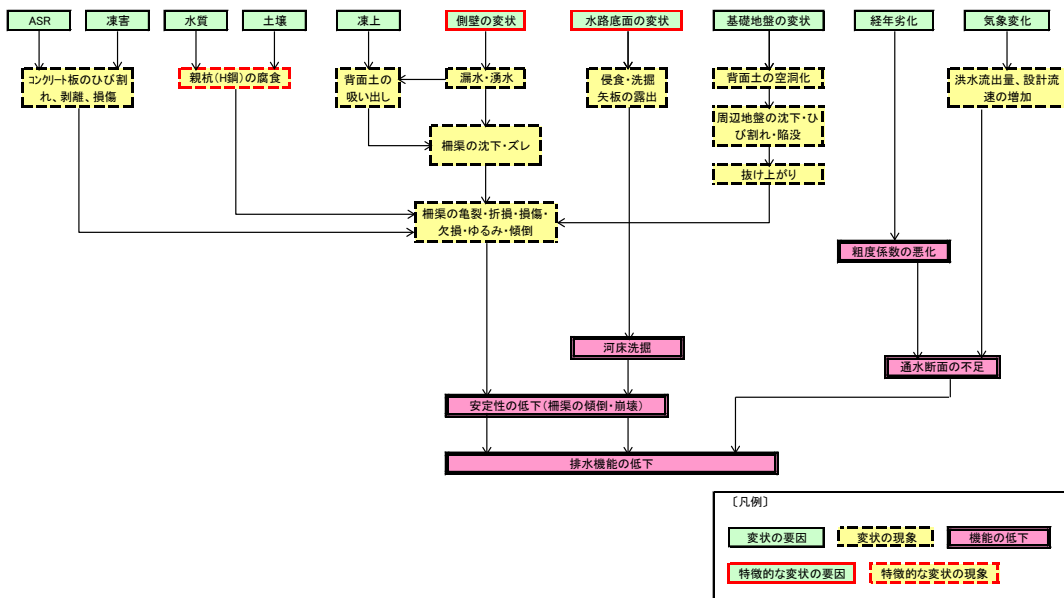 ASR
凍害
水質
土壌
凍上
側壁の変状
水路底面の変状
基礎地盤の変状
経年劣化
気象変化
コンクリート板のひび割
れ、剥離、損傷
親杭(H鋼)の腐食
背面土の
吸い出し
漏水・湧水
侵食・洗掘
矢板の露出
背面土の空洞化
洪水流出量、設計流
速の増加
周辺地盤の沈下・ひ
び割れ・陥没
柵渠の沈下・ズレ
抜け上がり
柵渠の亀裂・折損・損傷・
欠損・ゆるみ・傾倒
粗度係数の悪化
河床洗掘
通水断面の不足
安定性の低下(柵渠の傾倒・崩壊)
排水機能の低下
〔凡例〕
変状の要因
変状の現象
機能の低下
特徴的な変状の要因
特徴的な変状の現象